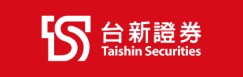 台新證券
Taishin Securities